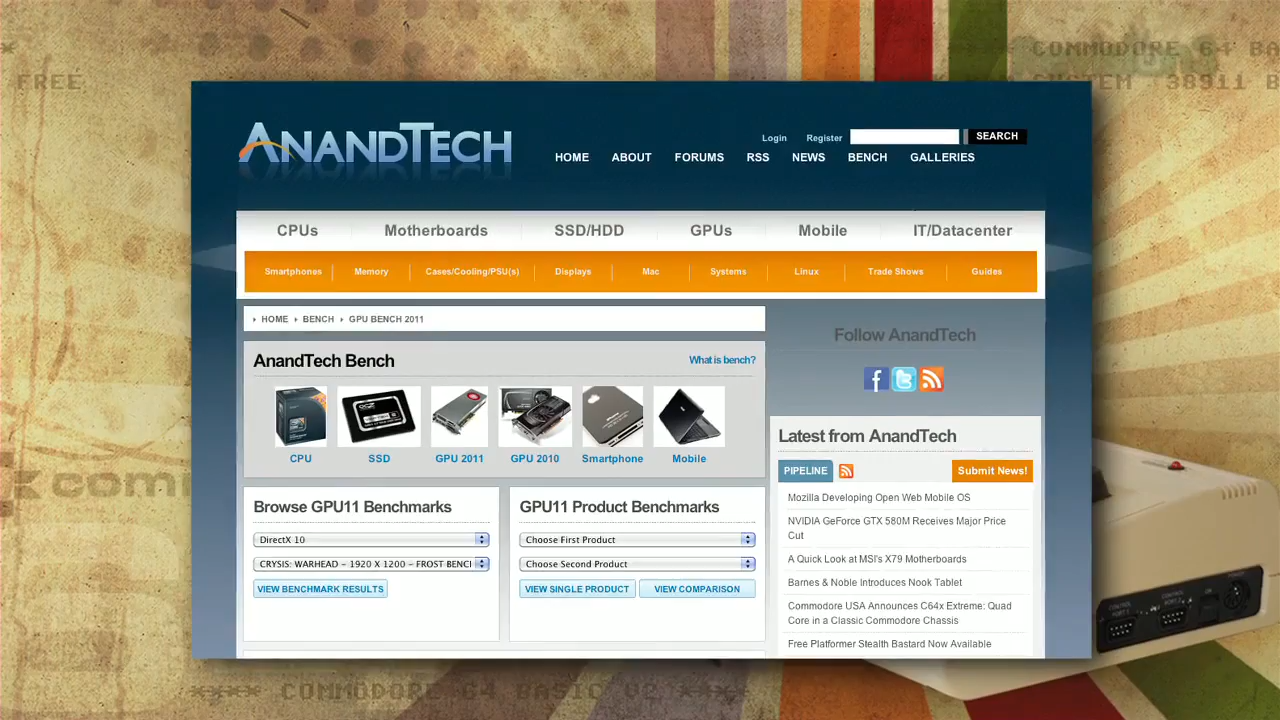 COMMODORE 64 BA
FREE
SYSTEM 38911 B
ANANDTECH
Login Register SEARCH
HOME ABOUT FORUMS RSS NEWS BENCH GALLERIES
CPUs Motherboards SSD/HDD GPUs Mobile IT/Datacenter
Smartphones Memory Cases/Cooling/PSU(s) Displays Mac Systems Linux Trade Shows Guides
HOME BENCH GPU BENCH 2011
AnandTech Bench What is bench?
CPU SSD GPU 2011 GPU 2010 Smartphone Mobile
Browse GPU11 Benchmarks
DirectX 10
CRYSIS: WARHEAD – 1920 X 1200 – FROST BENCI
VIEW BENCHMARK RESULTS
GPU11 Product Benchmarks
Choose First Product
Choose Second Product
VIEW SINGLE PRODUCT VIEW COMPARISON
Follow AnandTech
Latest from AnandTech
PIPELINE Submit News!
Mozilla Developing Open Web Mobile OS
NVIDIA GeForce GTX 580M Receives Major Price
Cut
A Quick Look at MSI's X79 Motherboards
Barnes & Noble Introduces Nook Tablet
Commodore USA Announces C64x Extreme: Quad
Core in a Classic Commodore Chassis
Free Platformer Stealth Bastard Now Available
CONTROL
PORT 1
CONTROL
PORT 2
ON
**** COMMODORE 64 BASIC V2 ****